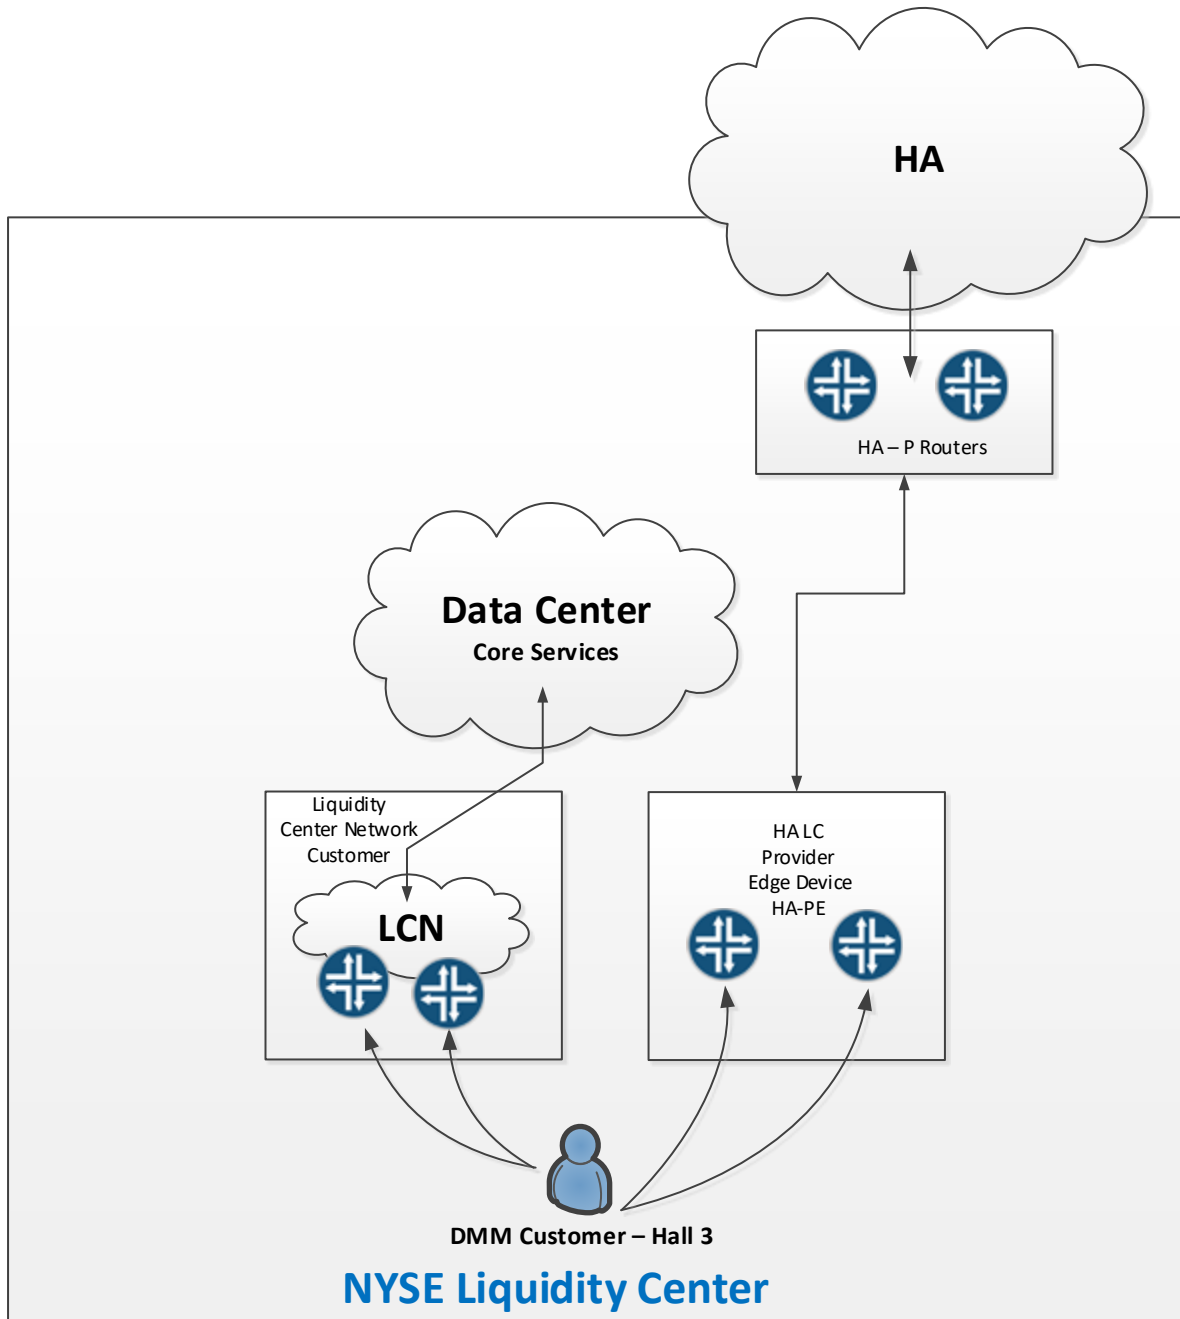 HA
HA – P Routers
Data Center
Core Services
Liquidity
Center Network
Customer
LCN
HA LC
Provider
Edge Device
HA-PE
DMM Customer – Hall 3
NYSE Liquidity Center